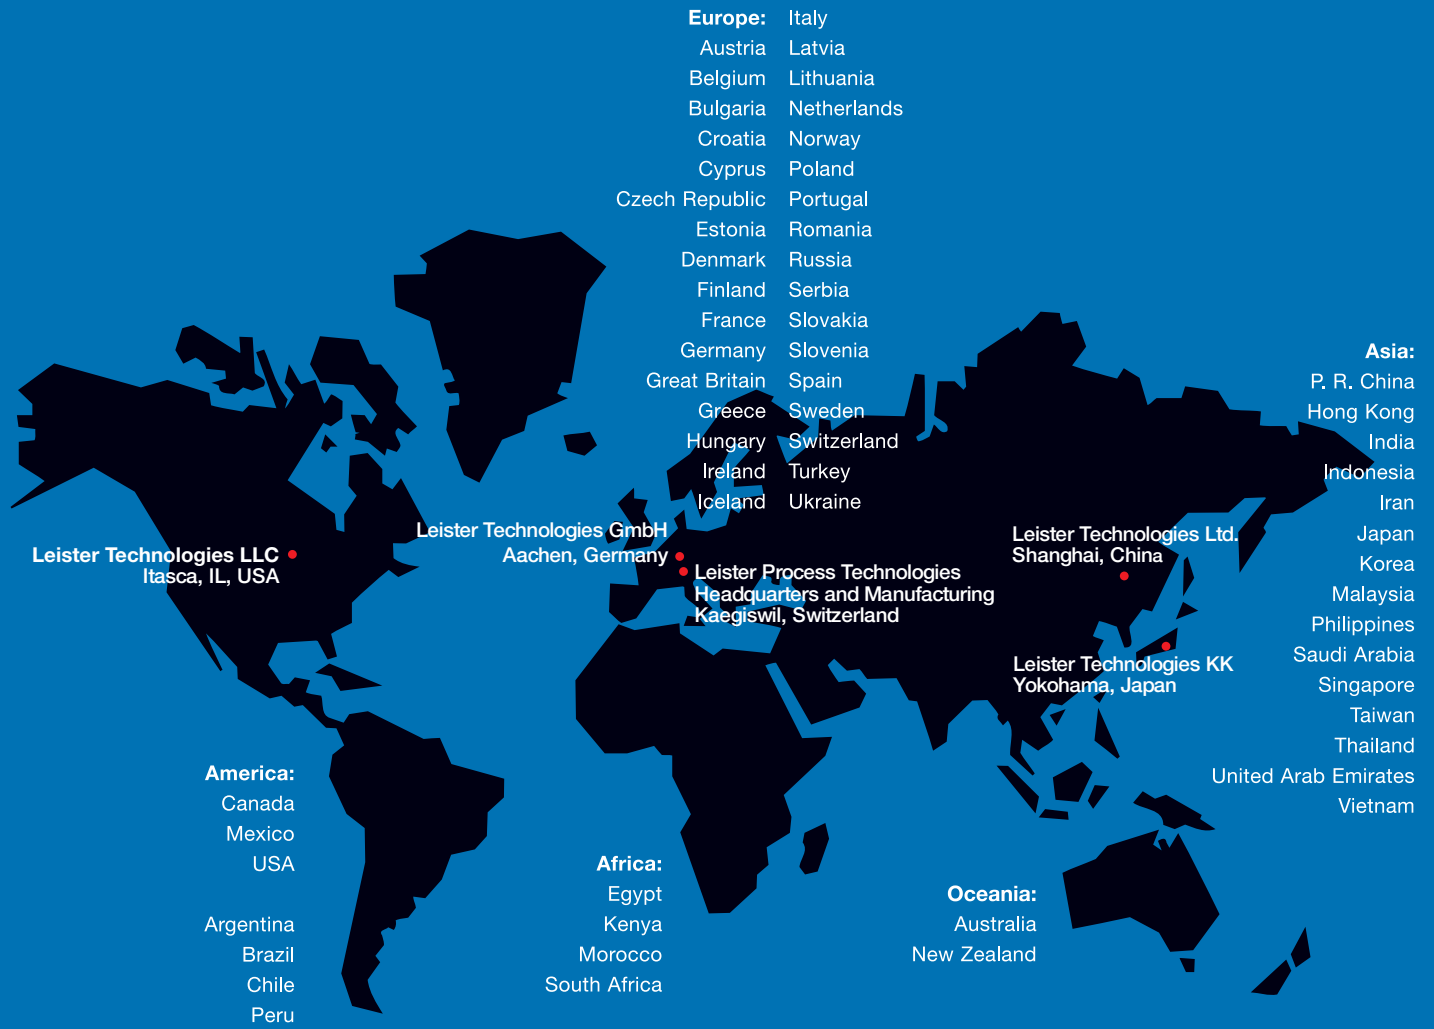 Europe:
Austria
Belgium
Bulgaria
Croatia
Cyprus
Czech Republic
Estonia
Denmark
Finland
France
Germany
Great Britain
Greece
Hungary
Ireland
Iceland
Italy
Latvia
Lithuania
Netherlands
Norway
Poland
Portugal
Romania
Russia
Serbia
Slovakia
Slovenia
Spain
Sweden
Switzerland
Turkey
Ukraine
Asia:
P. R. China
Hong Kong
India
Indonesia
Iran
Japan
Korea
Malaysia
Philippines
Saudi Arabia
Singapore
Taiwan
Thailand
United Arab Emirates
Vietnam
Leister Technologies LLC
Itasca, IL, USA
Leister Technologies GmbH
Aachen, Germany
Leister Process Technologies
Headquarters and Manufacturing
Kaegiswil, Switzerland
Leister Technologies Ltd.
Shanghai, China
Leister Technologies KK
Yokohama, Japan
America:
Canada
Mexico
USA
Argentina
Brazil
Chile
Peru
Africa:
Egypt
Kenya
Morocco
South Africa
Oceania:
Australia
New Zealand